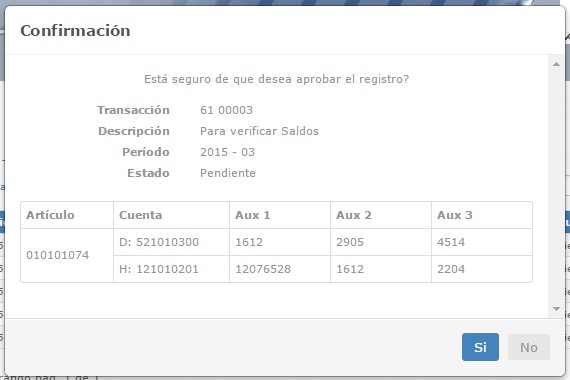 Confirmación
Está seguro de que desea aprobar el registro?
Transacción 61 00003
Descripción Para verificar Saldos
Período 2015 - 03
Estado Pendiente
Artículo Cuenta Aux 1 Aux 2 Aux 3
010101074
D: 521010300 1612 2905 4514
H: 121010201 12076528 1612 2204
Si No